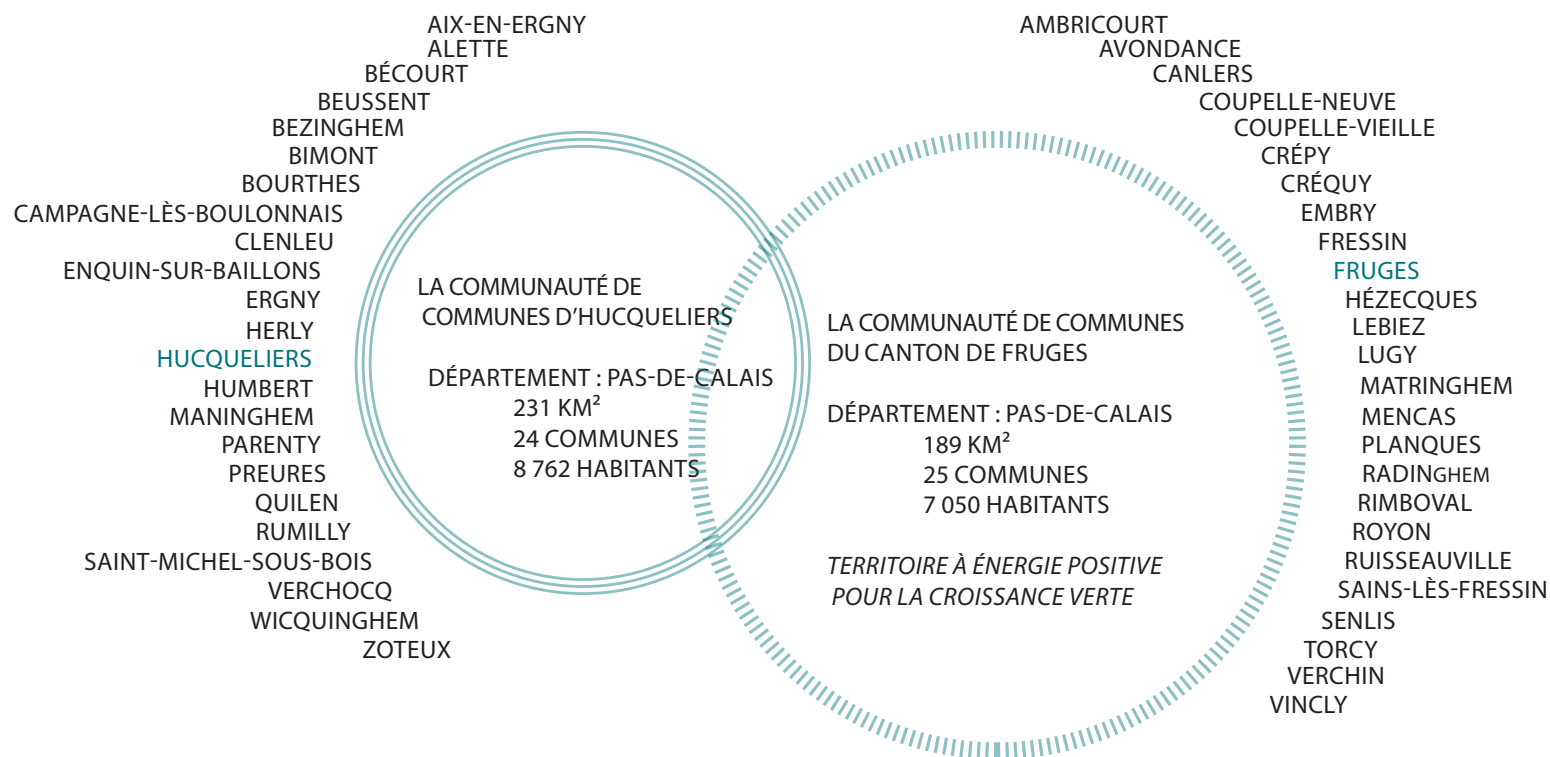 AIX-EN-ERGNY
ALETTE
BÉCOURT
BEUSSENT
BEZINGHEM
BIMONT
BOURTHES
CAMPAGNE-LÈS-BOULONNAIS
CLENLEU
ENQUIN-SUR-BAILLONS
ERGNY
HERLY
HUCQUELIERS
HUMBERT
MANINGHEM
PARENTY
PREURES
QUILEN
RUMILLY
SAINT-MICHEL-SOUS-BOIS
VERCHOCQ
WICQUINGHEM
ZOTEUX
LA COMMUNAUTÉ DE
COMMUNES D'HUCQUELIERS
DÉPARTEMENT : PAS-DE-CALAIS
231 KM²
24 COMMUNES
8 762 HABITANTS
LA COMMUNAUTÉ DE COMMUNES
DU CANTON DE FRUGES
DÉPARTEMENT : PAS-DE-CALAIS
189 KM²
25 COMMUNES
7 050 HABITANTS
TERRITOIRE À ÉNERGIE POSITIVE
POUR LA CROISSANCE VERTE
AMBRICOURT
AVONDANCE
CANLERS
COUPELLE-NEUVE
COUPELLE-VIEILLE
CRÉPY
CRÉQUY
EMBRY
FRESSIN
FRUGES
HÉZECQUES
LEBIEZ
LUGY
MATRINGHEM
MENCAS
PLANQUES
RADINGHEM
RIMBOVAL
ROYON
RUISSEAUVILLE
SAINS-LÈS-FRESSIN
SENLIS
TORCY
VERCHIN
VINCLY